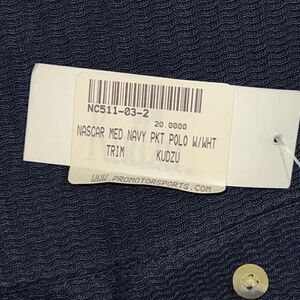 NC511-03-2
20.0000
NASCAR MED NAVY PKT POLO W/WHT
TRIM KUDZU
WWW.PROMOTORSPORTS.COM